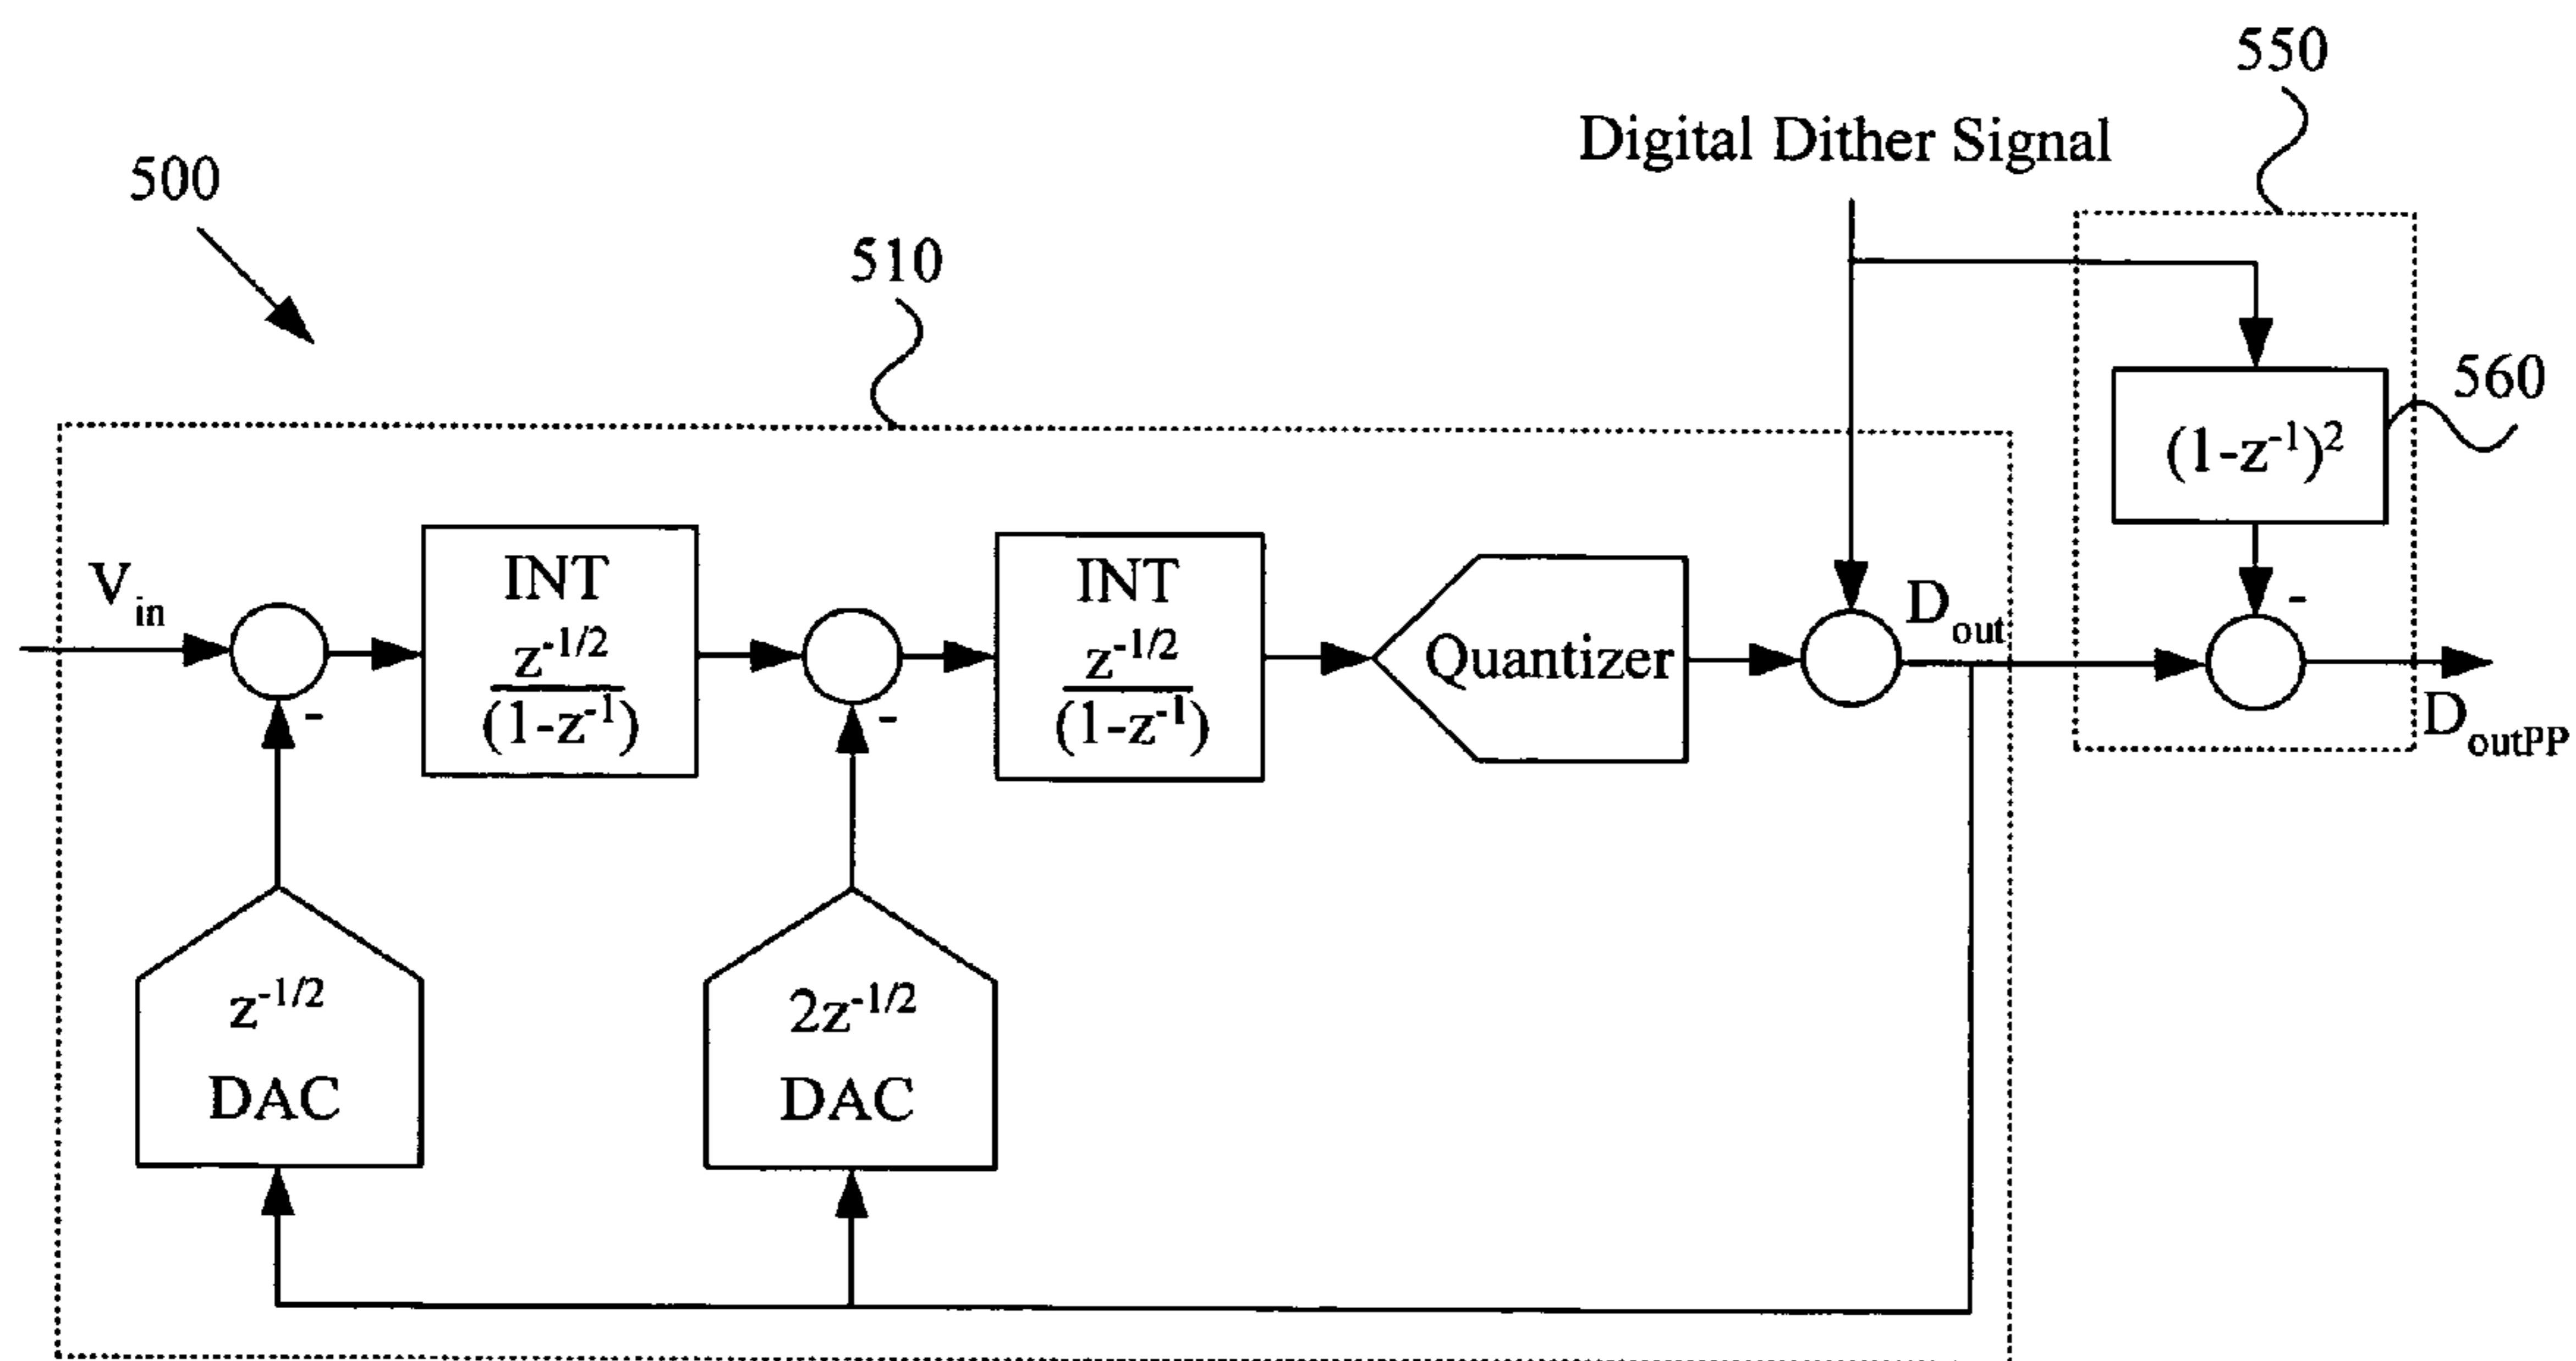 550
Digital Dither Signal
500
510
560
(1-z⁻¹)²
V_in
INT
z^-1/2
(1-z⁻¹)
-
INT
z^-1/2
(1-z⁻¹)
-
Quantizer
D_out
-
D_outPP
z^-1/2
DAC
2z^-1/2
DAC